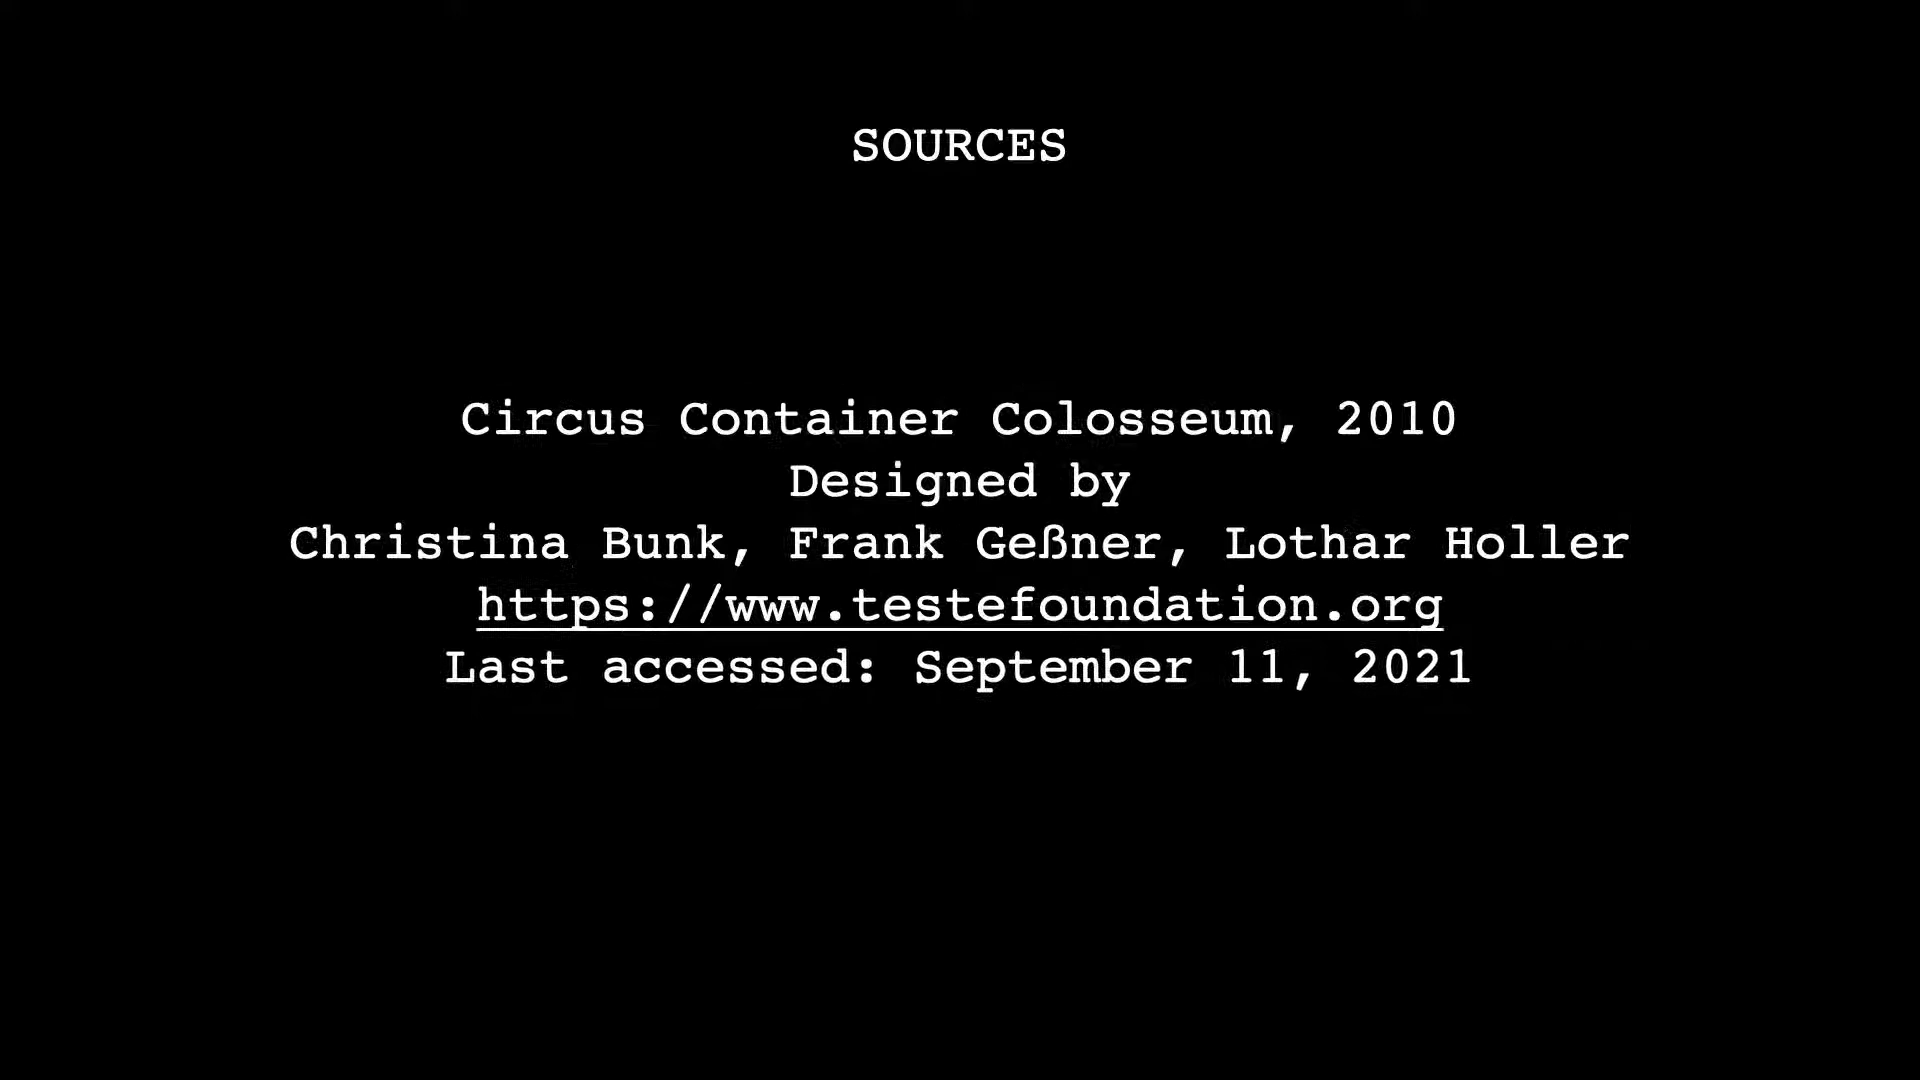 SOURCES
Circus Container Colosseum, 2010
Designed by
Christina Bunk, Frank Geßner, Lothar Holler
https://www.testefoundation.org
Last accessed: September 11, 2021